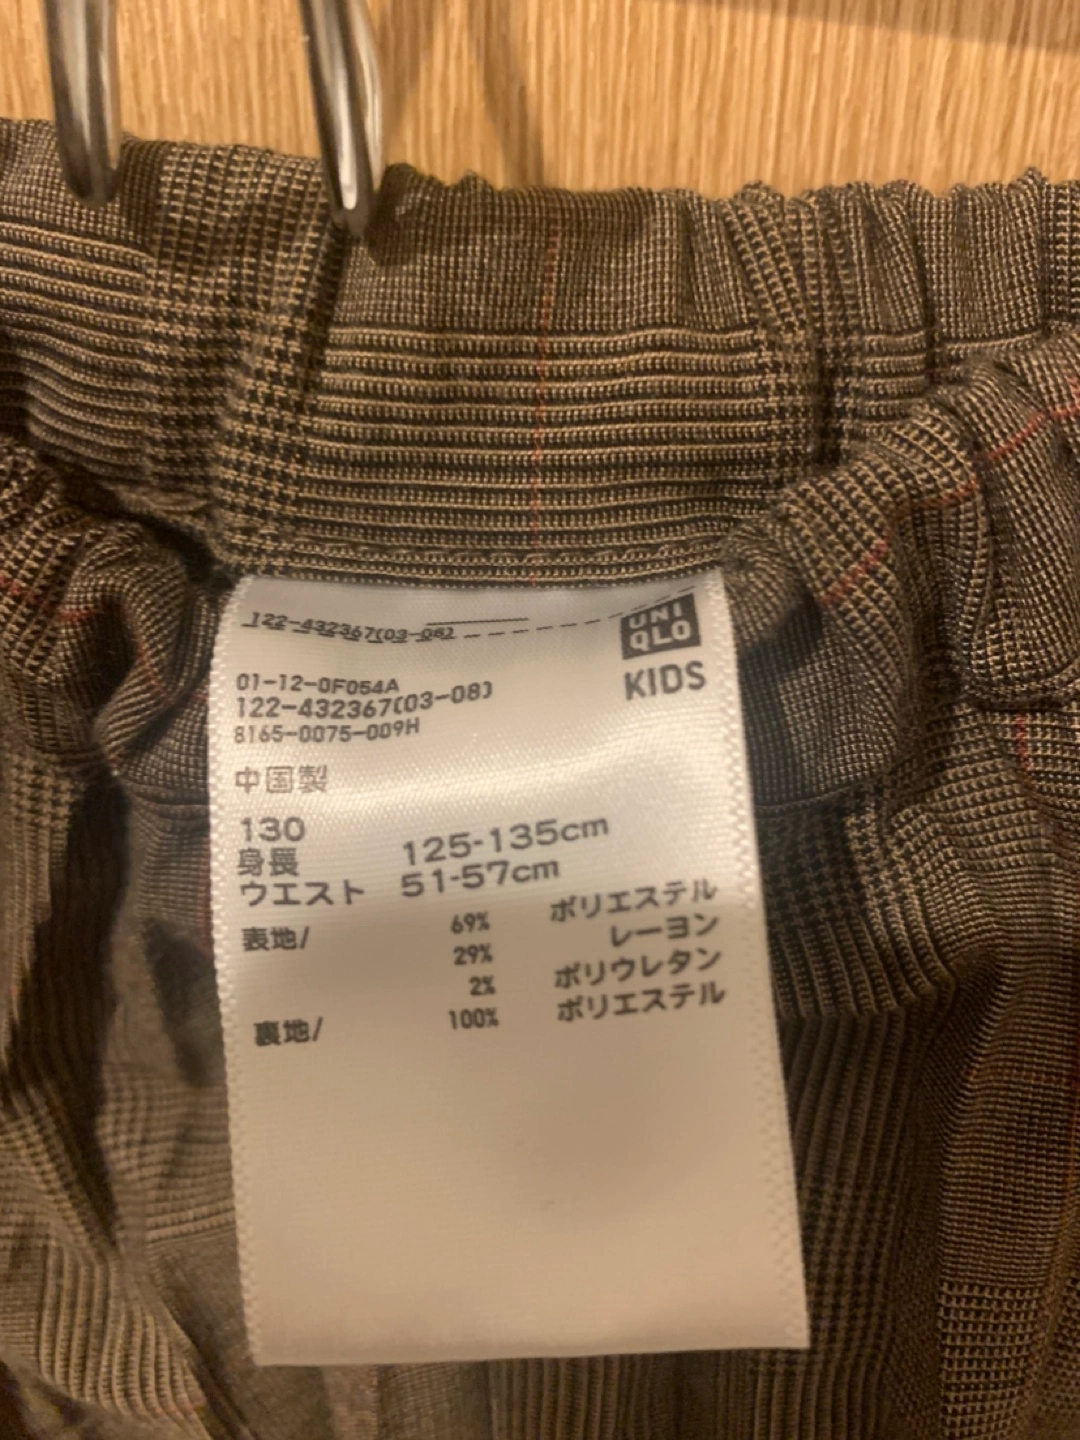 122-432367(03-08)
UNI
QLO
KIDS
01-12-0F054A
122-432367(03-08)
8165-0075-009H
中国製
130
身長 125-135cm
ウエスト 51-57cm
表地/ 69% ポリエステル
29% レーヨン
2% ポリウレタン
裏地/ 100% ポリエステル